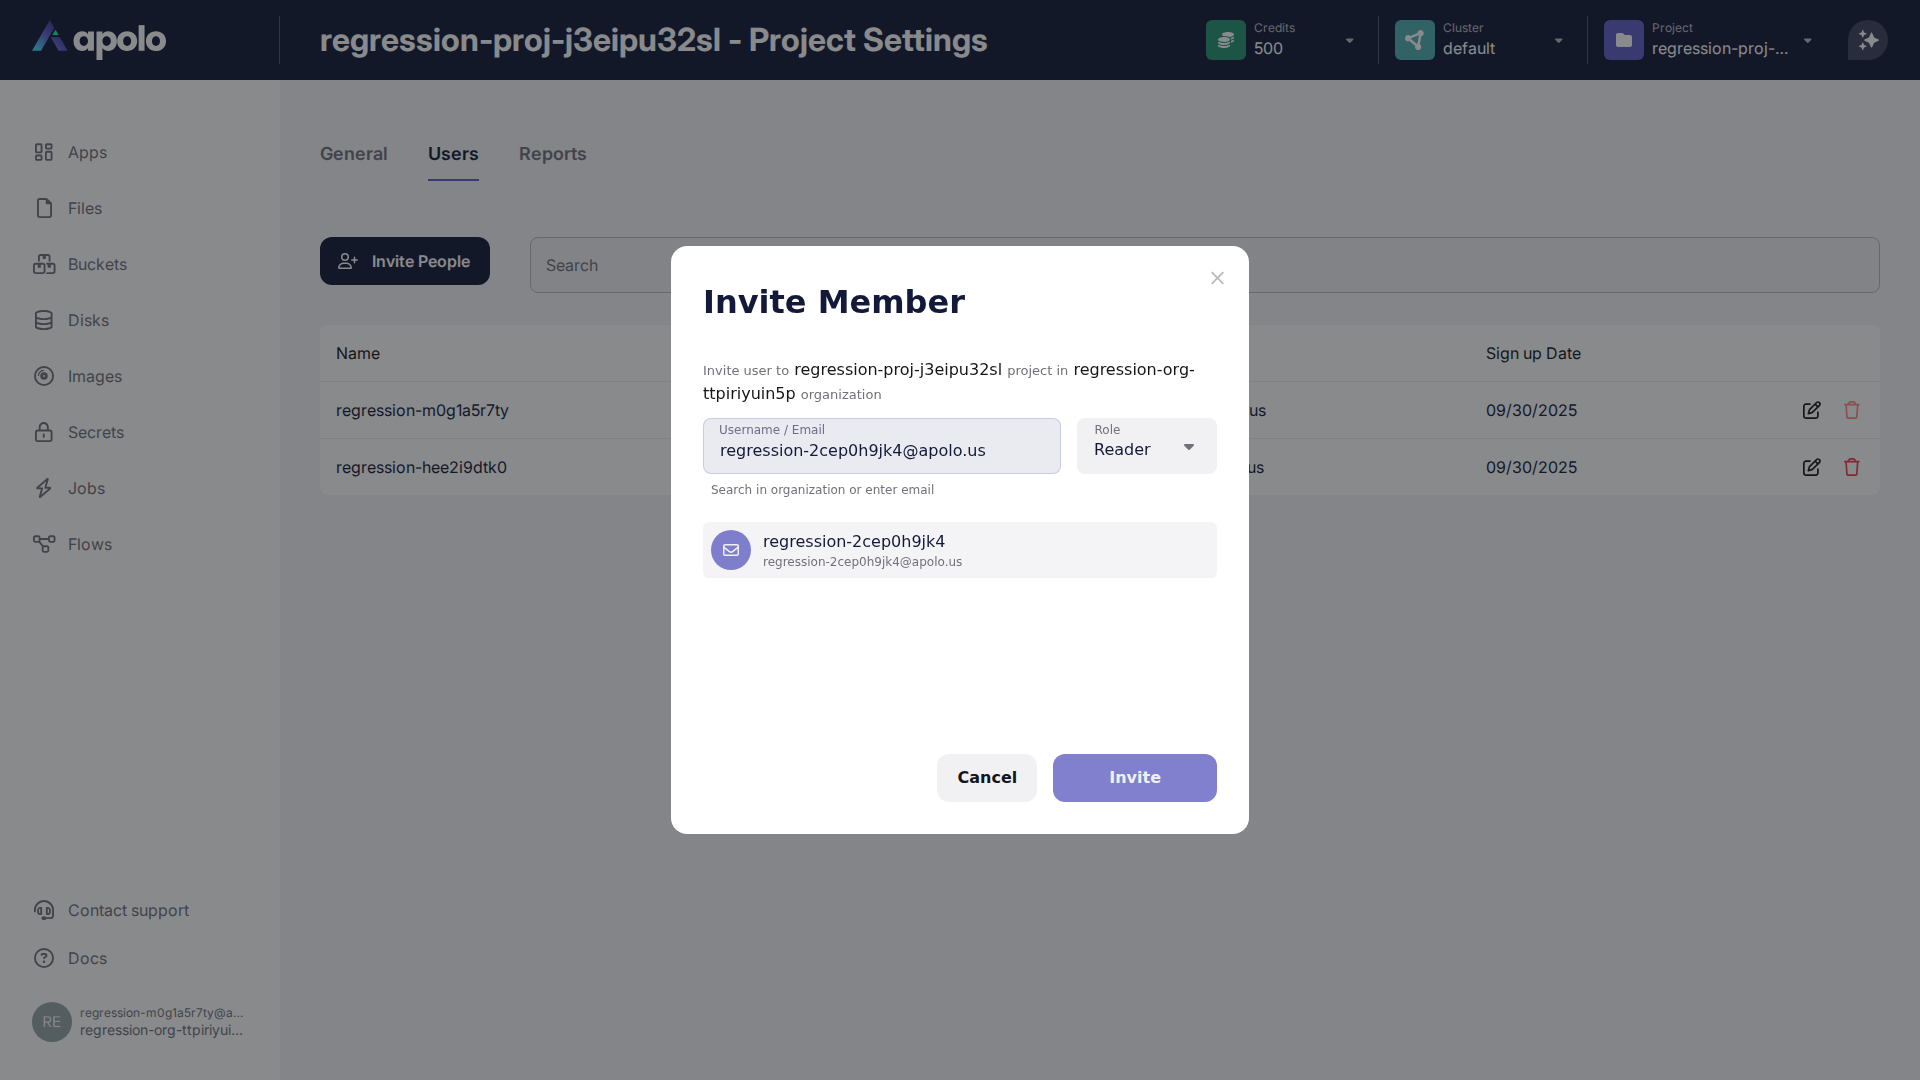 apolo
regression-proj-j3eipu32sl - Project Settings
Credits
500
Cluster
default
Project
regression-proj-...
Apps
Files
Buckets
Disks
Images
Secrets
Jobs
Flows
Contact support
Docs
RE
regression-m0g1a5r7ty@a...
regression-org-ttpiriyui...
General
Users
Reports
Invite People
Search
Name
Sign up Date
regression-m0g1a5r7ty
us
09/30/2025
regression-hee2i9dtk0
us
09/30/2025
Invite Member
Invite user to regression-proj-j3eipu32sl project in regression-org-
ttpiriyuin5p organization
Username / Email
regression-2cep0h9jk4@apolo.us
Role
Reader
Search in organization or enter email
regression-2cep0h9jk4
regression-2cep0h9jk4@apolo.us
Cancel
Invite